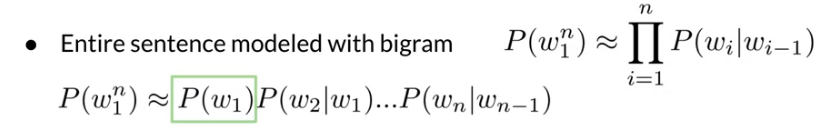 • Entire sentence modeled with bigram P(w_1^n) ≈ ∏_{i=1}^{n} P(w_i|w_{i−1})
P(w_1^n) ≈ P(w_1)P(w_2|w_1)...P(w_n|w_{n−1})